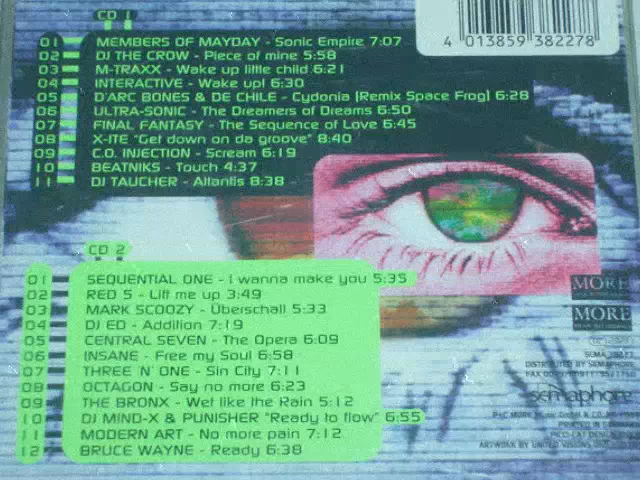 CD 1
4 013859 382278
01 MEMBERS OF MAYDAY - Sonic Empire 7:07
02 DJ THE CROW - Piece of mine 5:58
03 M-TRAXX - Wake up little child 6:21
04 INTERACTIVE - Wake up! 6:30
05 D'ARC BONES & DE CHILE - Cydonia (Remix Space Frog) 6:28
06 ULTRA-SONIC - The Dreamers of Dreams 6:50
07 FINAL FANTASY - The Sequence of Love 6:45
08 X-ITE "Get down on da groove" 8:40
09 C.O. INJECTION - Scream 6:19
10 BEATNIKS - Touch 4:37
11 DJ TAUCHER - Atlantis 8:38
CD 2
01 SEQUENTIAL ONE - I wanna make you 5:35
02 RED 5 - Lift me up 3:49
03 MARK SCOOZY - Überschall 5:33
04 DJ ED - Addition 7:19
05 CENTRAL SEVEN - The Opera 6:09
06 INSANE - Free my Soul 6:58
07 THREE 'N' ONE - Sin City 7:11
08 OCTAGON - Say no more 6:23
09 THE BRONX - Wet like the Rain 5:12
10 DJ MIND-X & PUNISHER "Ready to flow" 6:55
11 MODERN ART - No more pain 7:12
12 BRUCE WAYNE - Ready 6:38
MORE
MORE
DISTRIBUTED BY SEMAPHORE
semaphore
PRINTED IN
ARTWORK BY UNITED VISIONS